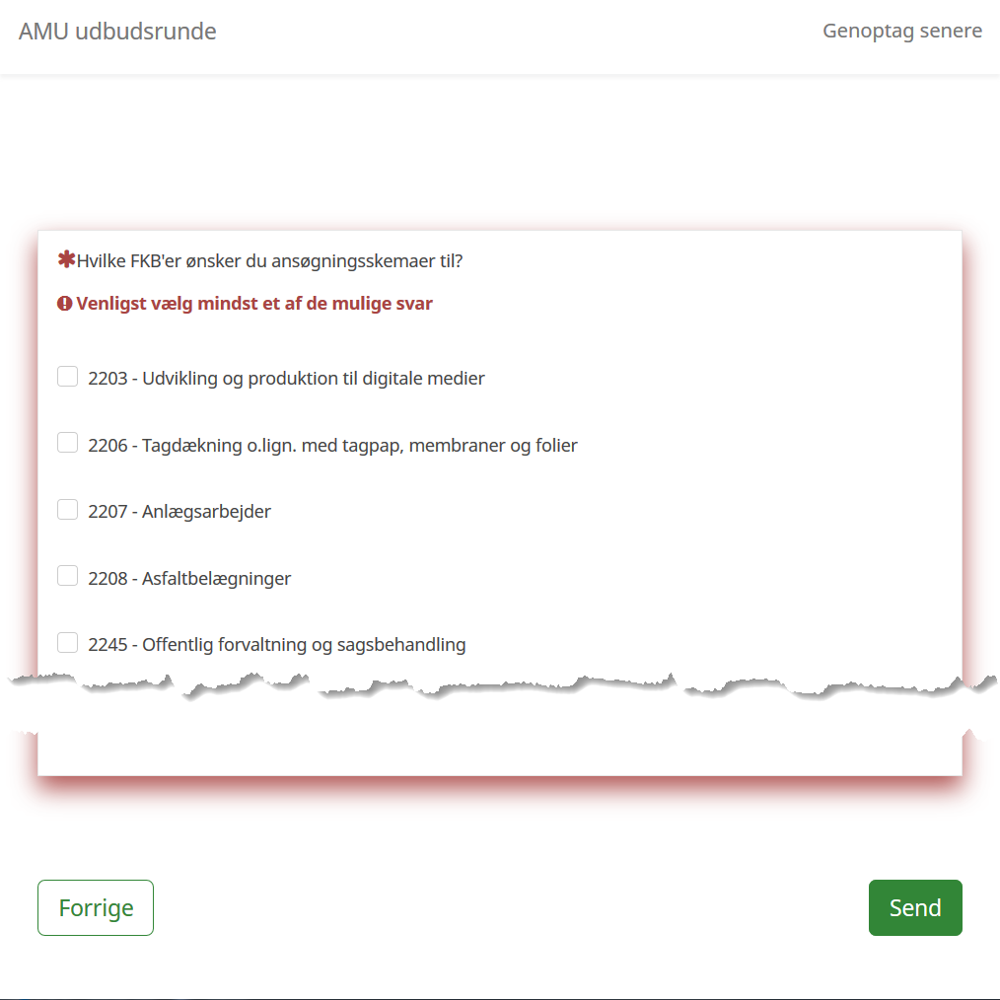 AMU udbudsrunde
Genoptag senere
✱Hvilke FKB'er ønsker du ansøgningsskemaer til?
Venligst vælg mindst et af de mulige svar
2203 - Udvikling og produktion til digitale medier
2206 - Tagdækning o.lign. med tagpap, membraner og folier
2207 - Anlægsarbejder
2208 - Asfaltbelægninger
2245 - Offentlig forvaltning og sagsbehandling
Forrige
Send